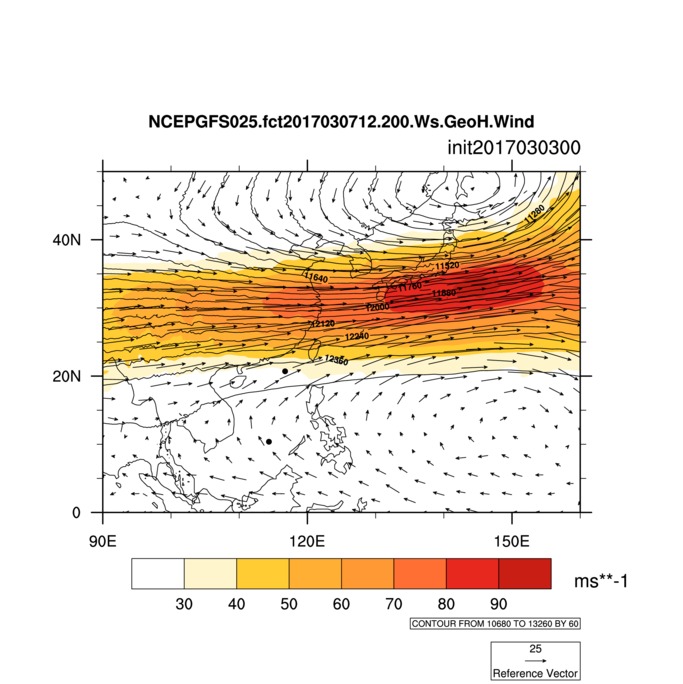 NCEPGFS025.fct2017030712.200.Ws.GeoH.Wind
init2017030300
11280
40N
11520
11640
11760
11880
12000
12120
12240
12360
20N
0
90E 120E 150E
ms**-1
30 40 50 60 70 80 90
CONTOUR FROM 10680 TO 13260 BY 60
25
Reference Vector